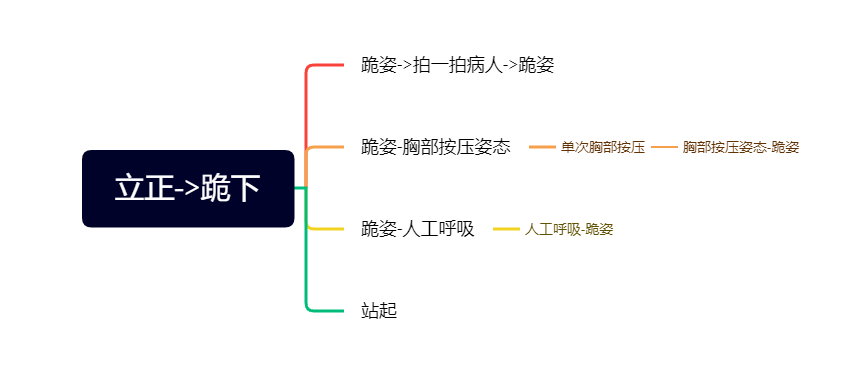 立正->跪下
跪姿->拍一拍病人->跪姿
跪姿-胸部按压姿态
单次胸部按压
胸部按压姿态-跪姿
跪姿-人工呼吸
人工呼吸-跪姿
站起